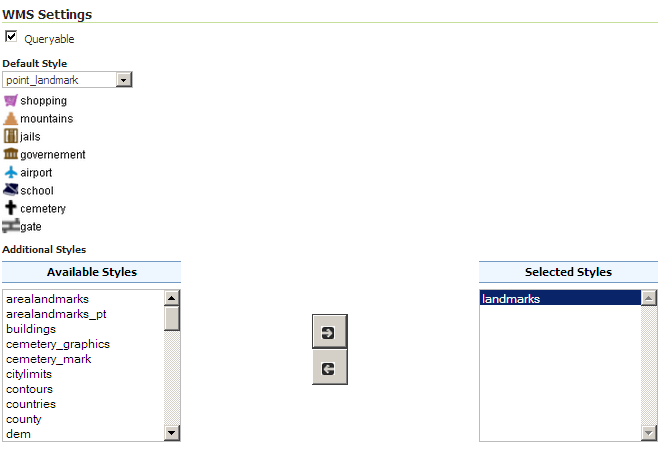 WMS Settings
Queryable
Default Style
point_landmark
shopping
mountains
jails
governement
airport
school
cemetery
gate
Additional Styles
Available Styles
Selected Styles
arealandmarks
arealandmarks_pt
buildings
cemetery_graphics
cemetery_mark
citylimits
contours
countries
county
dem
landmarks